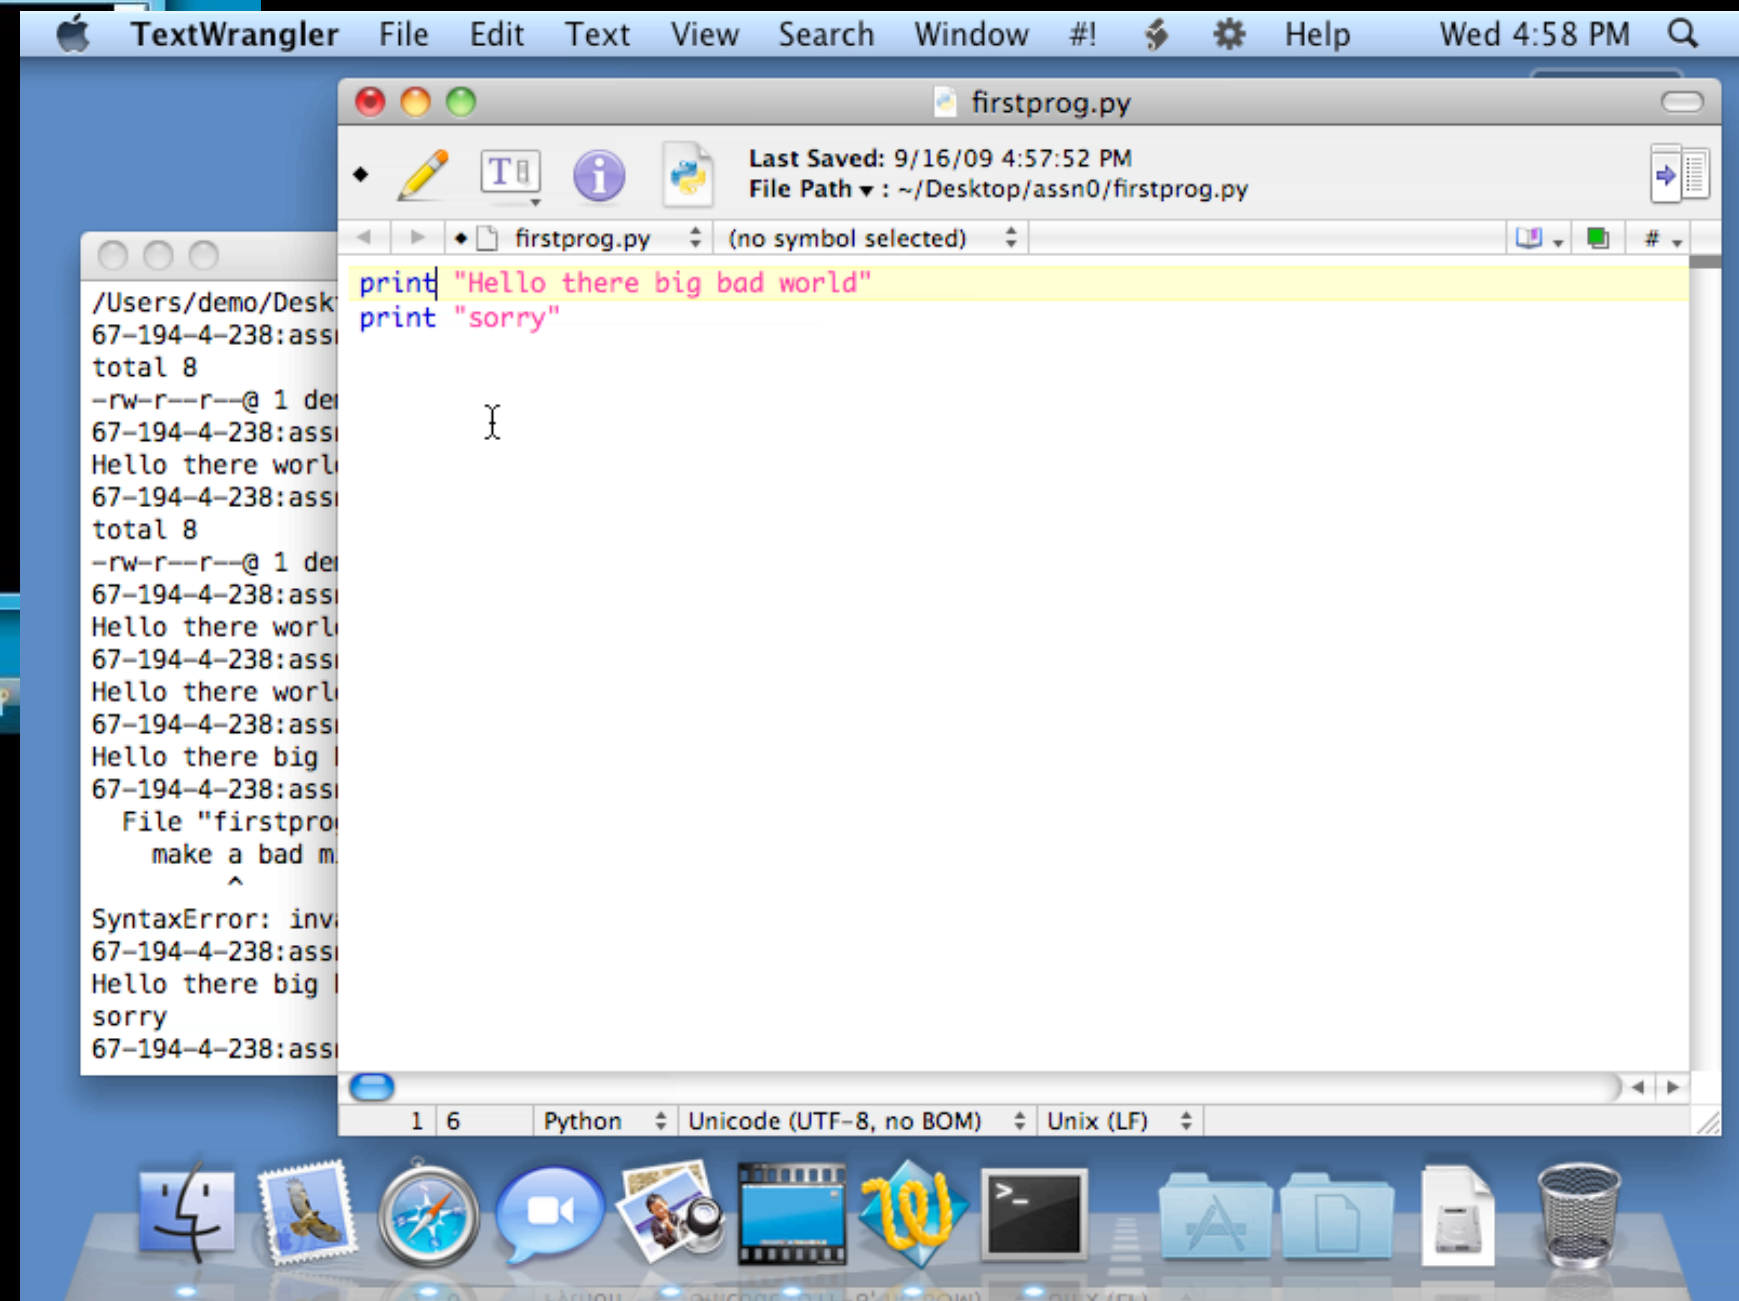 TextWrangler File Edit Text View Search Window #! Help Wed 4:58 PM
firstprog.py
Last Saved: 9/16/09 4:57:52 PM
File Path ▾ : ~/Desktop/assn0/firstprog.py
firstprog.py (no symbol selected) #
print "Hello there big bad world"
print "sorry"
/Users/demo/Desk
67-194-4-238:ass
total 8
-rw-r--r--@ 1 de
67-194-4-238:ass
Hello there worl
67-194-4-238:ass
total 8
-rw-r--r--@ 1 de
67-194-4-238:ass
Hello there worl
67-194-4-238:ass
Hello there worl
67-194-4-238:ass
Hello there big
67-194-4-238:ass
File "firstpro
make a bad m
^
SyntaxError: inv
67-194-4-238:ass
Hello there big
sorry
67-194-4-238:ass
1 6 Python Unicode (UTF-8, no BOM) Unix (LF)